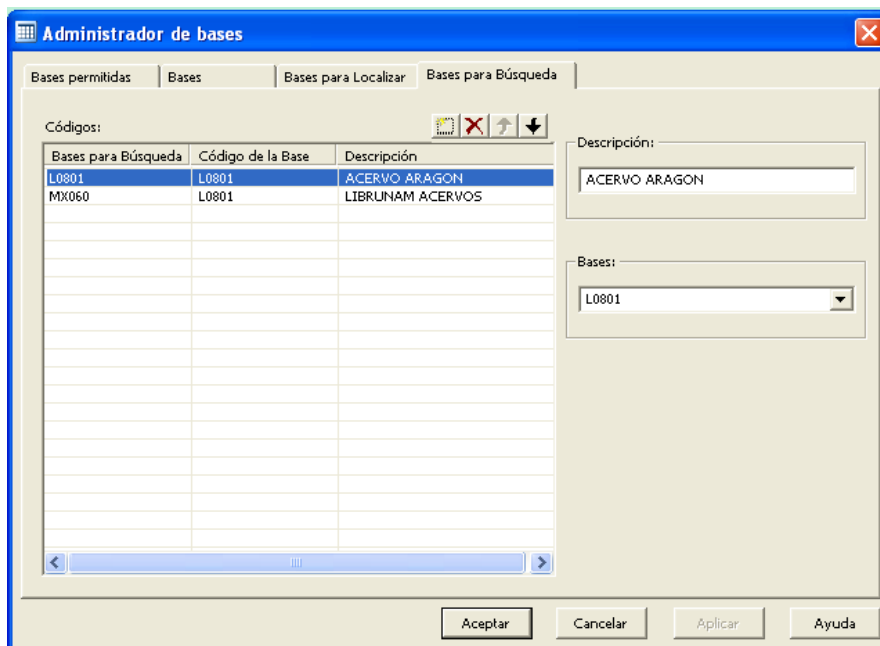 Administrador de bases
Bases permitidas Bases Bases para Localizar Bases para Búsqueda
Códigos:
Bases para Búsqueda Código de la Base Descripción
L0801 L0801 ACERVO ARAGON
MX060 L0801 LIBRUNAM ACERVOS
Descripción:
ACERVO ARAGON
Bases:
L0801
Aceptar Cancelar Aplicar Ayuda